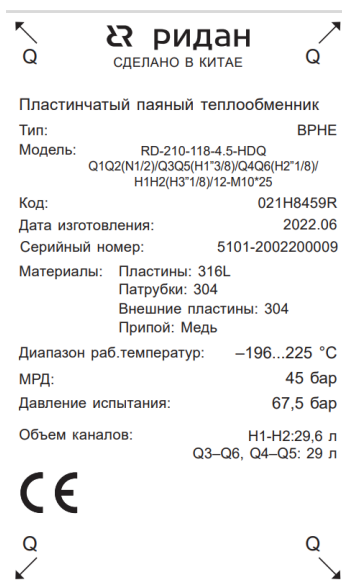 Q ридан Q
СДЕЛАНО В КИТАЕ
Пластинчатый паяный теплообменник
Тип: BPHE
Модель: RD-210-118-4.5-HDQ
Q1Q2(N1/2)/Q3Q5(H1"3/8)/Q4Q6(H2"1/8)/
H1H2(H3"1/8)/12-M10*25
Код: 021H8459R
Дата изготовления: 2022.06
Серийный номер: 5101-2002200009
Материалы: Пластины: 316L
Патрубки: 304
Внешние пластины: 304
Припой: Медь
Диапазон раб.температур: –196...225 °C
МРД: 45 бар
Давление испытания: 67,5 бар
Объем каналов: H1-H2:29,6 л
Q3–Q6, Q4–Q5: 29 л
CE
Q Q